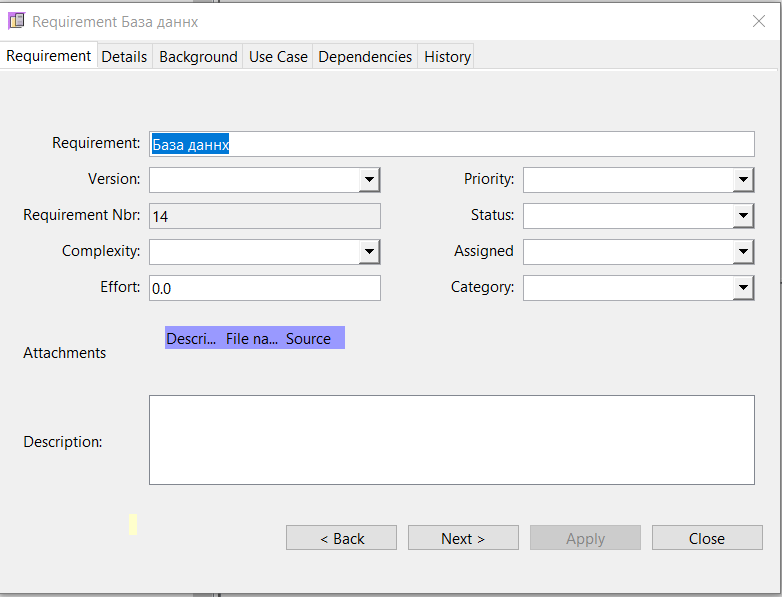 Requirement База даннх
Requirement Details Background Use Case Dependencies History
Requirement: База даннх
Version: Priority:
Requirement Nbr: 14 Status:
Complexity: Assigned
Effort: 0.0 Category:
Descri... File na... Source
Attachments
Description:
< Back Next > Apply Close